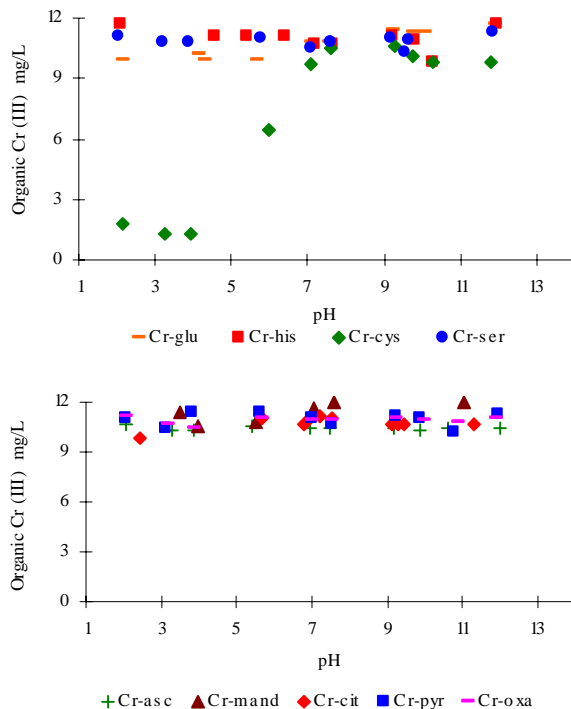 12
9
6
3
0
Organic Cr (III) mg/L
1 3 5 7 9 11 13
pH
Cr-glu Cr-his Cr-cys Cr-ser
12
9
6
3
0
Organic Cr (III) mg/L
1 3 5 7 9 11 13
pH
Cr-asc Cr-mand Cr-cit Cr-pyr Cr-oxa